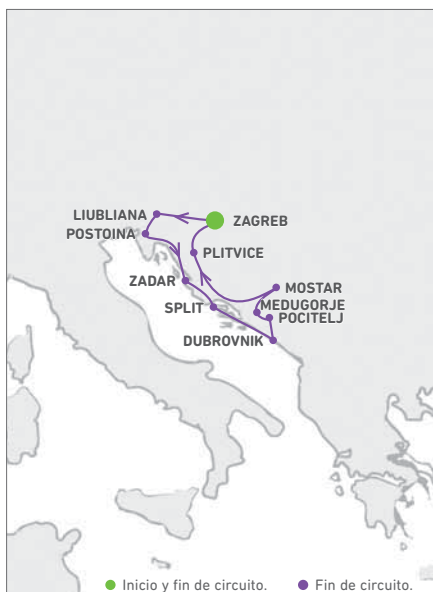 LIUBLIANA
ZAGREB
POSTOINA
PLITVICE
ZADAR
MOSTAR
SPLIT
MEDUGORJE
POCITELJ
DUBROVNIK
Inicio y fin de circuito.
Fin de circuito.